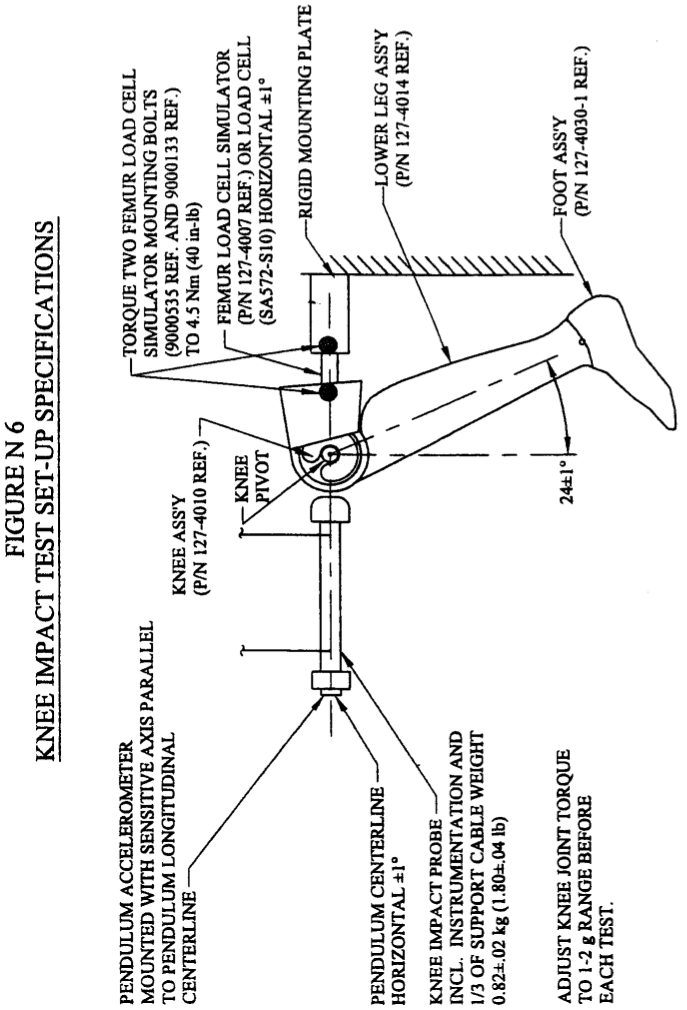 FIGURE N 6
KNEE IMPACT TEST SET-UP SPECIFICATIONS
PENDULUM ACCELEROMETER
MOUNTED WITH SENSITIVE AXIS PARALLEL
TO PENDULUM LONGITUDINAL
CENTERLINE
KNEE ASS'Y
(P/N 127-4010 REF.)
KNEE
PIVOT
TORQUE TWO FEMUR LOAD CELL
SIMULATOR MOUNTING BOLTS
(9000535 REF. AND 9000133 REF.)
TO 4.5 Nm (40 in-lb)
FEMUR LOAD CELL SIMULATOR
(P/N 127-4007 REF.) OR LOAD CELL
(SA572-S10) HORIZONTAL ±1°
RIGID MOUNTING PLATE
LOWER LEG ASS'Y
(P/N 127-4014 REF.)
FOOT ASS'Y
(P/N 127-4030-1 REF.)
24±1°
PENDULUM CENTERLINE
HORIZONTAL ±1°
KNEE IMPACT PROBE
INCL. INSTRUMENTATION AND
1/3 OF SUPPORT CABLE WEIGHT
0.82±.02 kg (1.80±.04 lb)
ADJUST KNEE JOINT TORQUE
TO 1-2 g RANGE BEFORE
EACH TEST.